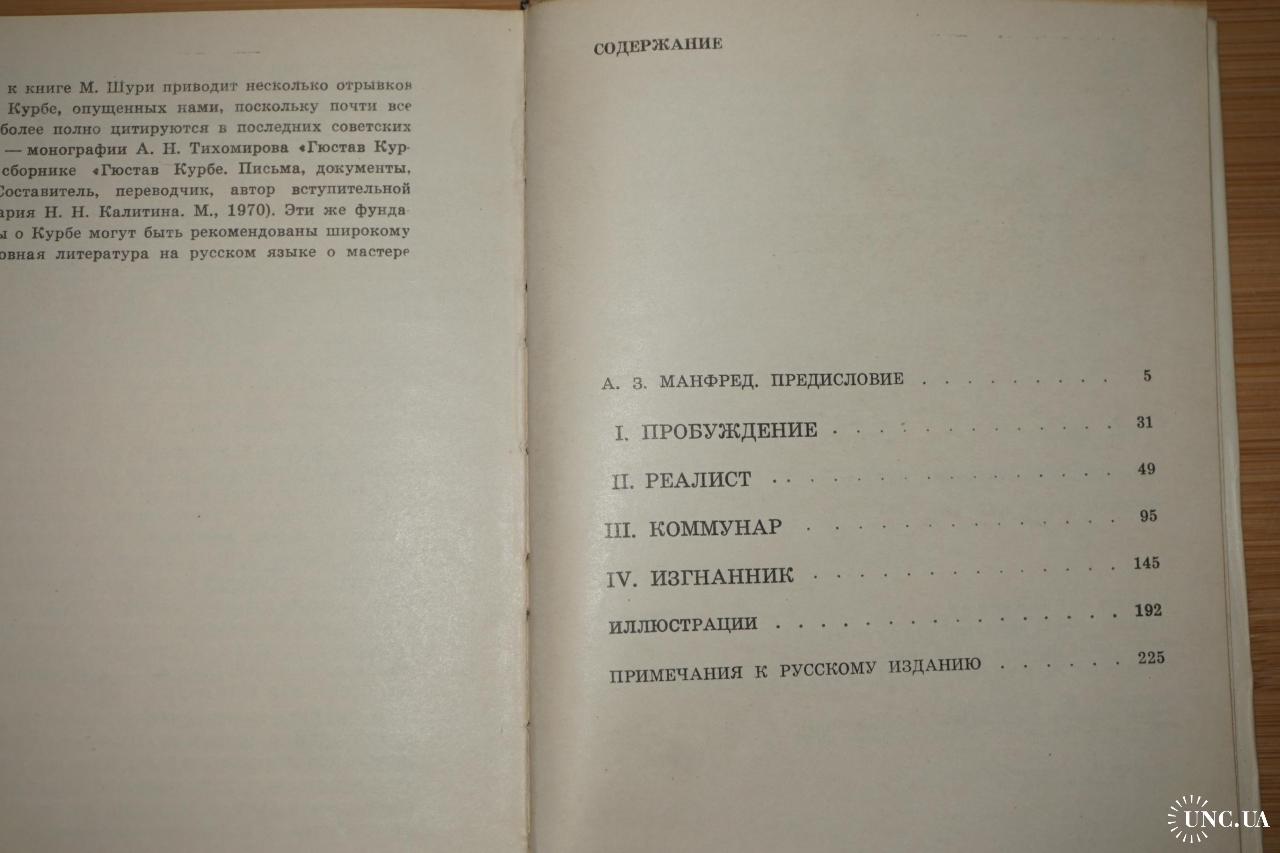 к книге М. Шури приводит несколько отрывков
Курбе, опущенных нами, поскольку почти все
более полно цитируются в последних советских
— монографии А. Н. Тихомирова «Гюстав Кур-
сборнике «Гюстав Курбе. Письма, документы,
Составитель, переводчик, автор вступительной
ария Н. Н. Калитина. М., 1970). Эти же фунда
ы о Курбе могут быть рекомендованы широкому
овная литература на русском языке о мастере
СОДЕРЖАНИЕ
А. З. МАНФРЕД. ПРЕДИСЛОВИЕ . . . . . . . . . 5
I. ПРОБУЖДЕНИЕ . . . . . . . . . . . . . 31
II. РЕАЛИСТ . . . . . . . . . . . . . . . 49
III. КОММУНАР . . . . . . . . . . . . . . 95
IV. ИЗГНАННИК . . . . . . . . . . . . . . 145
ИЛЛЮСТРАЦИИ . . . . . . . . . . . . . . 192
ПРИМЕЧАНИЯ К РУССКОМУ ИЗДАНИЮ . . . . . . 225
UNC.UA